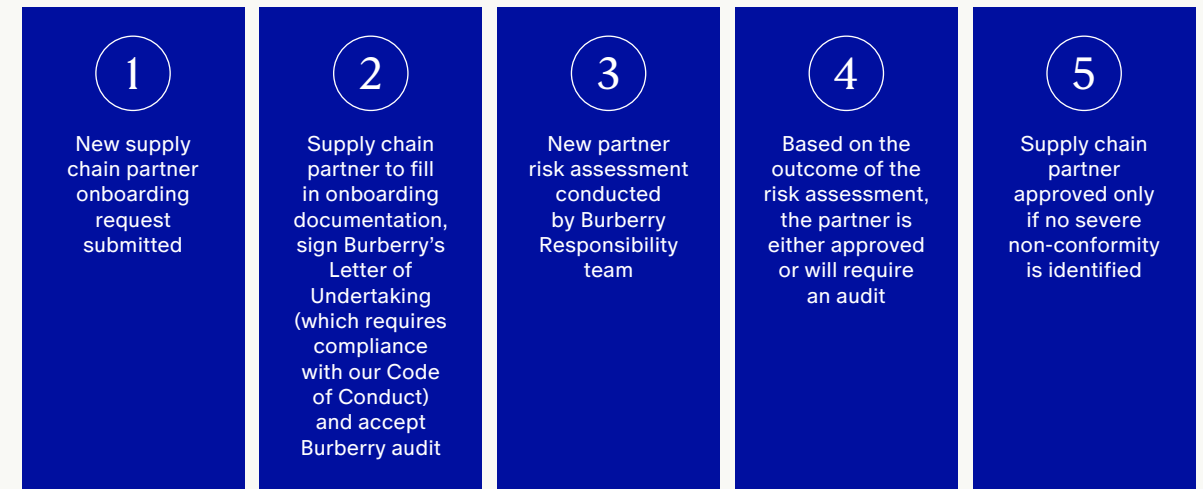 1
New supply
chain partner
onboarding
request
submitted
2
Supply chain
partner to fill
in onboarding
documentation,
sign Burberry’s
Letter of
Undertaking
(which requires
compliance
with our Code
of Conduct)
and accept
Burberry audit
3
New partner
risk assessment
conducted
by Burberry
Responsibility
team
4
Based on the
outcome of the
risk assessment,
the partner is
either approved
or will require
an audit
5
Supply chain
partner
approved only
if no severe
non-conformity
is identified